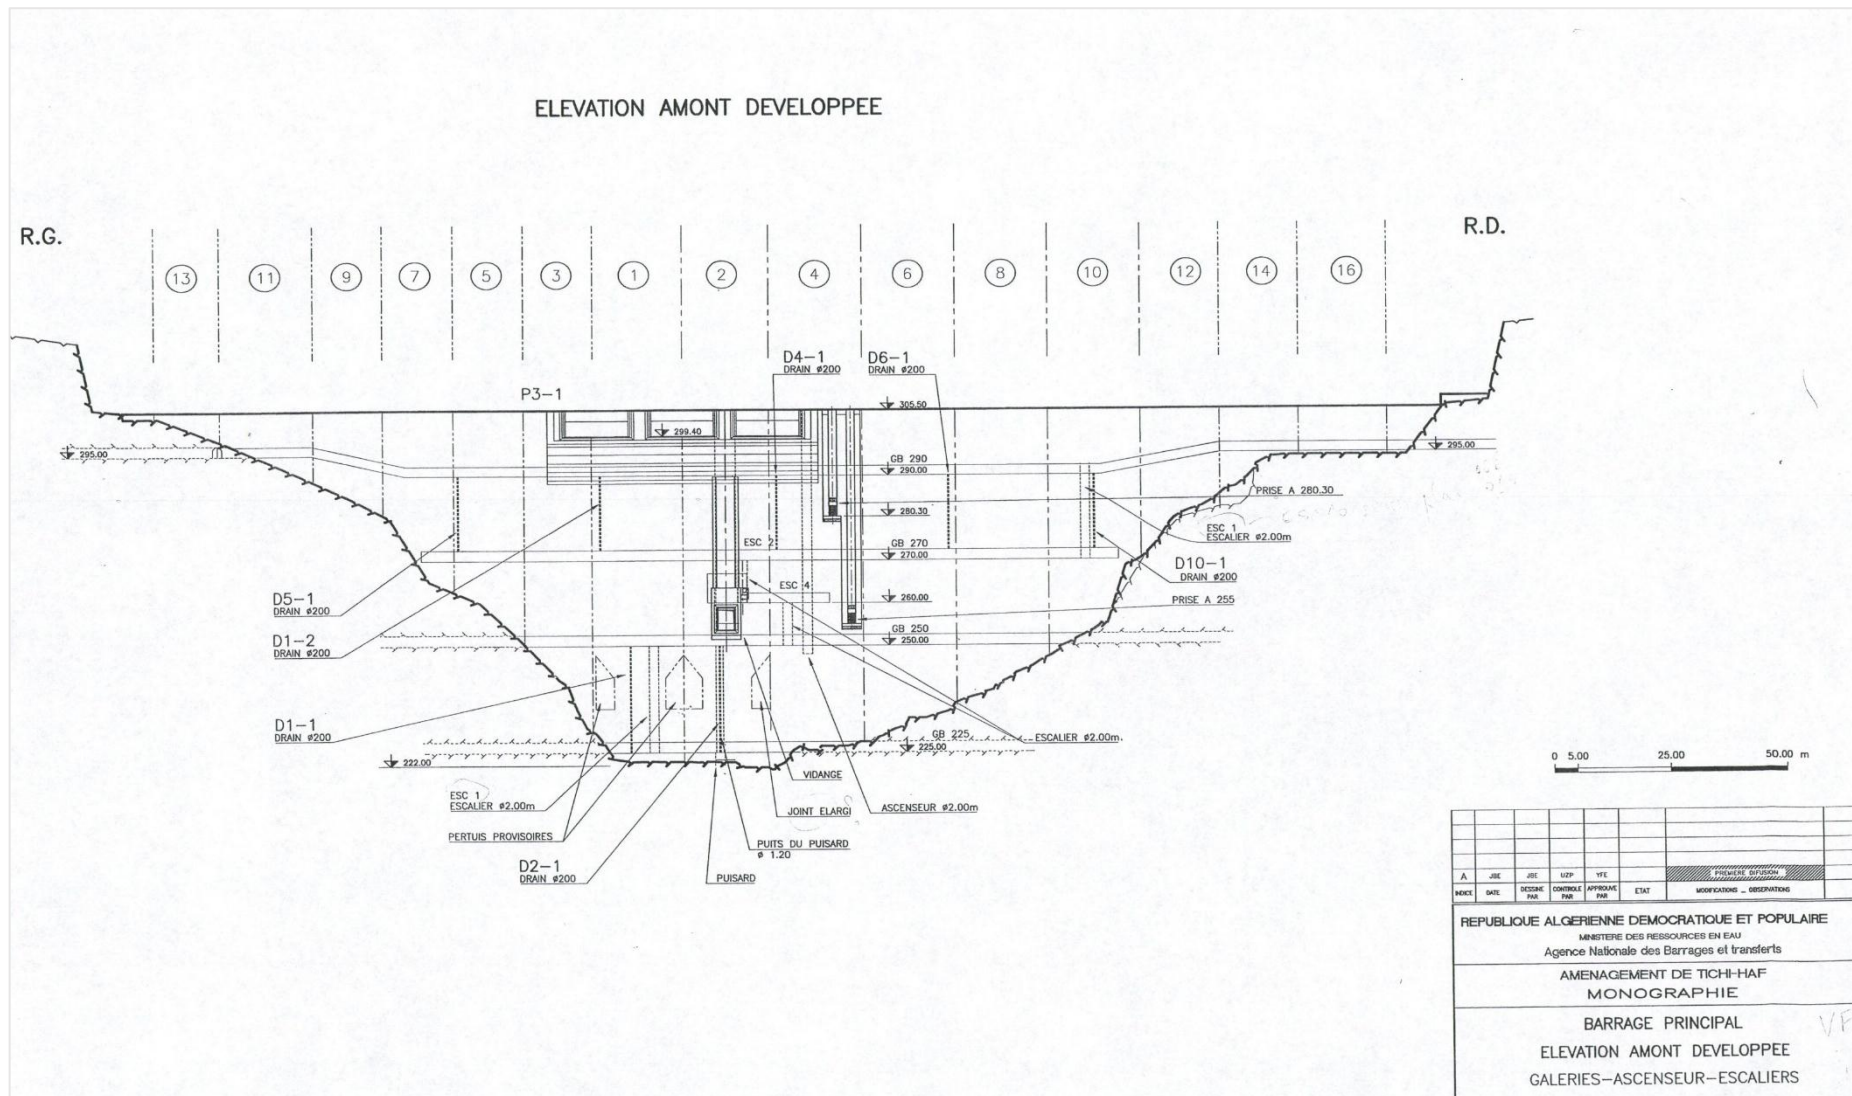 ELEVATION AMONT DEVELOPPEE
R.G.
R.D.
13
11
9
7
5
3
1
2
4
6
8
10
12
14
16
D4-1
DRAIN ø200
D6-1
DRAIN ø200
P3-1
305.50
299.40
295.00
295.00
GB 290
290.00
PRISE A 280.30
280.30
ESC 1
ESCALIER ø2.00m
ESC 2
GB 270
270.00
D10-1
DRAIN ø200
ESC 4
D5-1
DRAIN ø200
260.00
PRISE A 255
GB 250
250.00
D1-2
DRAIN ø200
D1-1
DRAIN ø200
GB 225
225.00
ESCALIER ø2.00m.
222.00
VIDANGE
ESC 1
ESCALIER ø2.00m
JOINT ELARGI
ASCENSEUR ø2.00m
PERTUIS PROVISOIRES
PUITS DU PUISARD
ø 1.20
D2-1
DRAIN ø200
PUISARD
0 5.00 25.00 50.00 m
A JBE JBE UZP YFE PREMIERE DIFUSION
INDICE DATE DESSINE PAR CONTROLE PAR APPROUVE PAR ETAT MODIFICATIONS _ OBSERVATIONS
REPUBLIQUE ALGERIENNE DEMOCRATIQUE ET POPULAIRE
MINISTERE DES RESSOURCES EN EAU
Agence Nationale des Barrages et transferts
AMENAGEMENT DE TICHI-HAF
MONOGRAPHIE
BARRAGE PRINCIPAL
ELEVATION AMONT DEVELOPPEE
GALERIES-ASCENSEUR-ESCALIERS